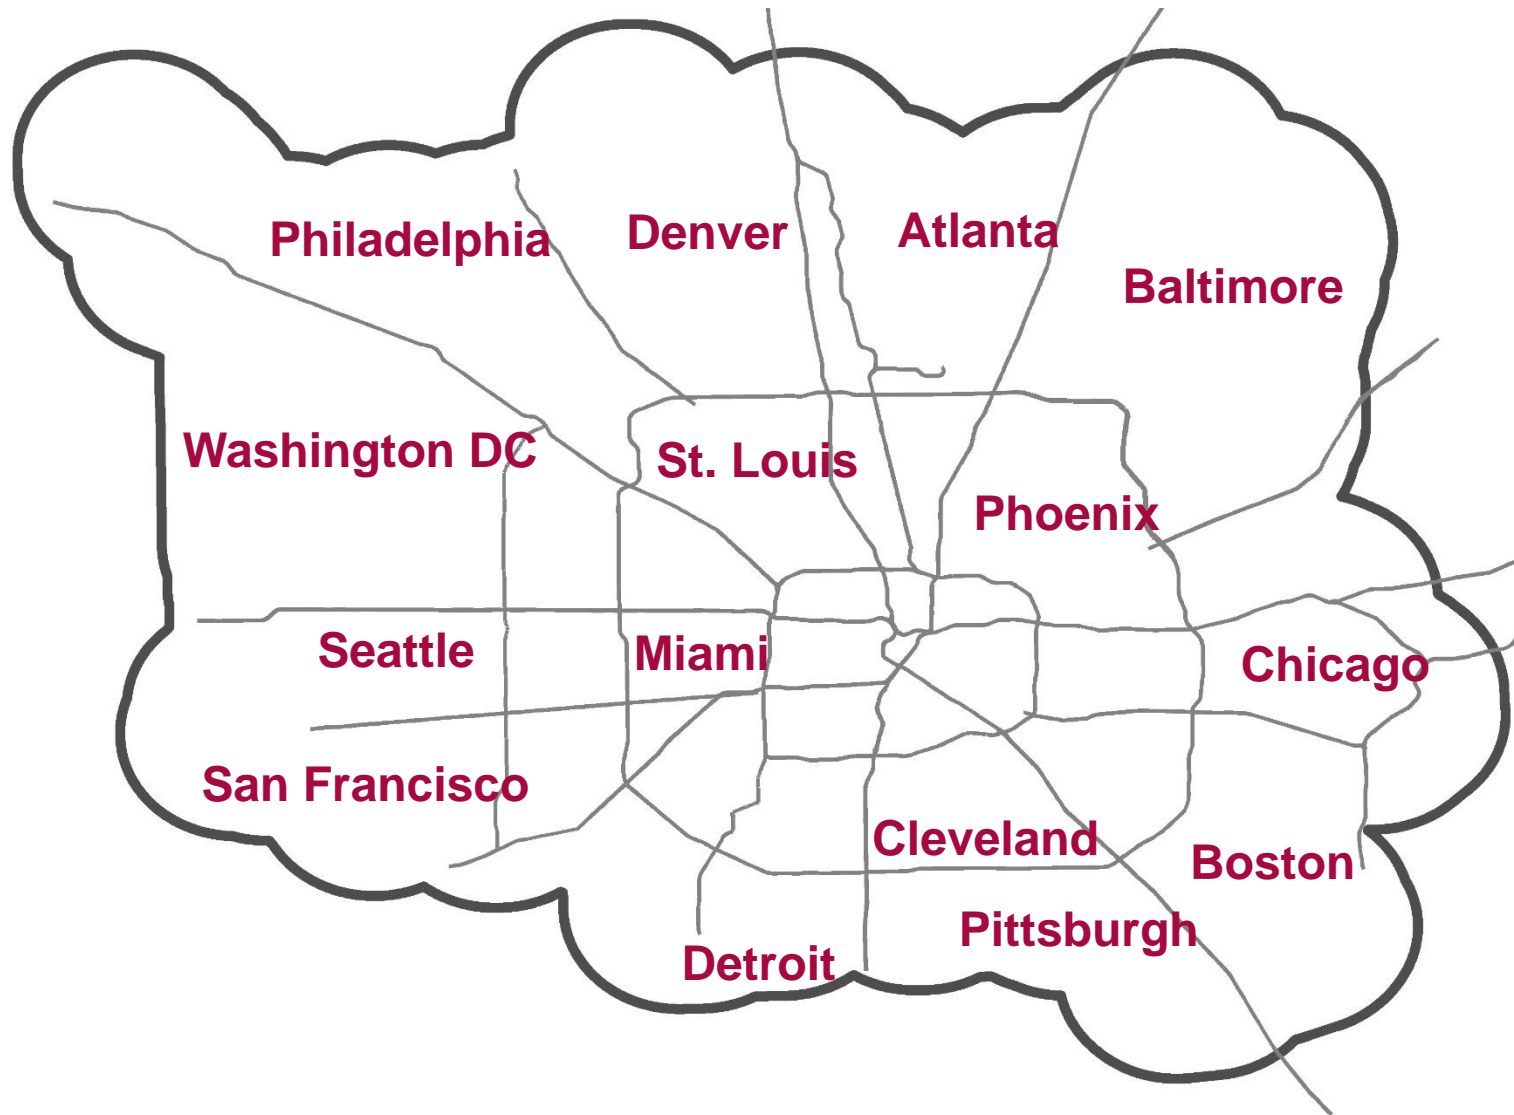 Philadelphia
Denver
Atlanta
Baltimore
Washington DC
St. Louis
Phoenix
Seattle
Miami
Chicago
San Francisco
Cleveland
Boston
Pittsburgh
Detroit